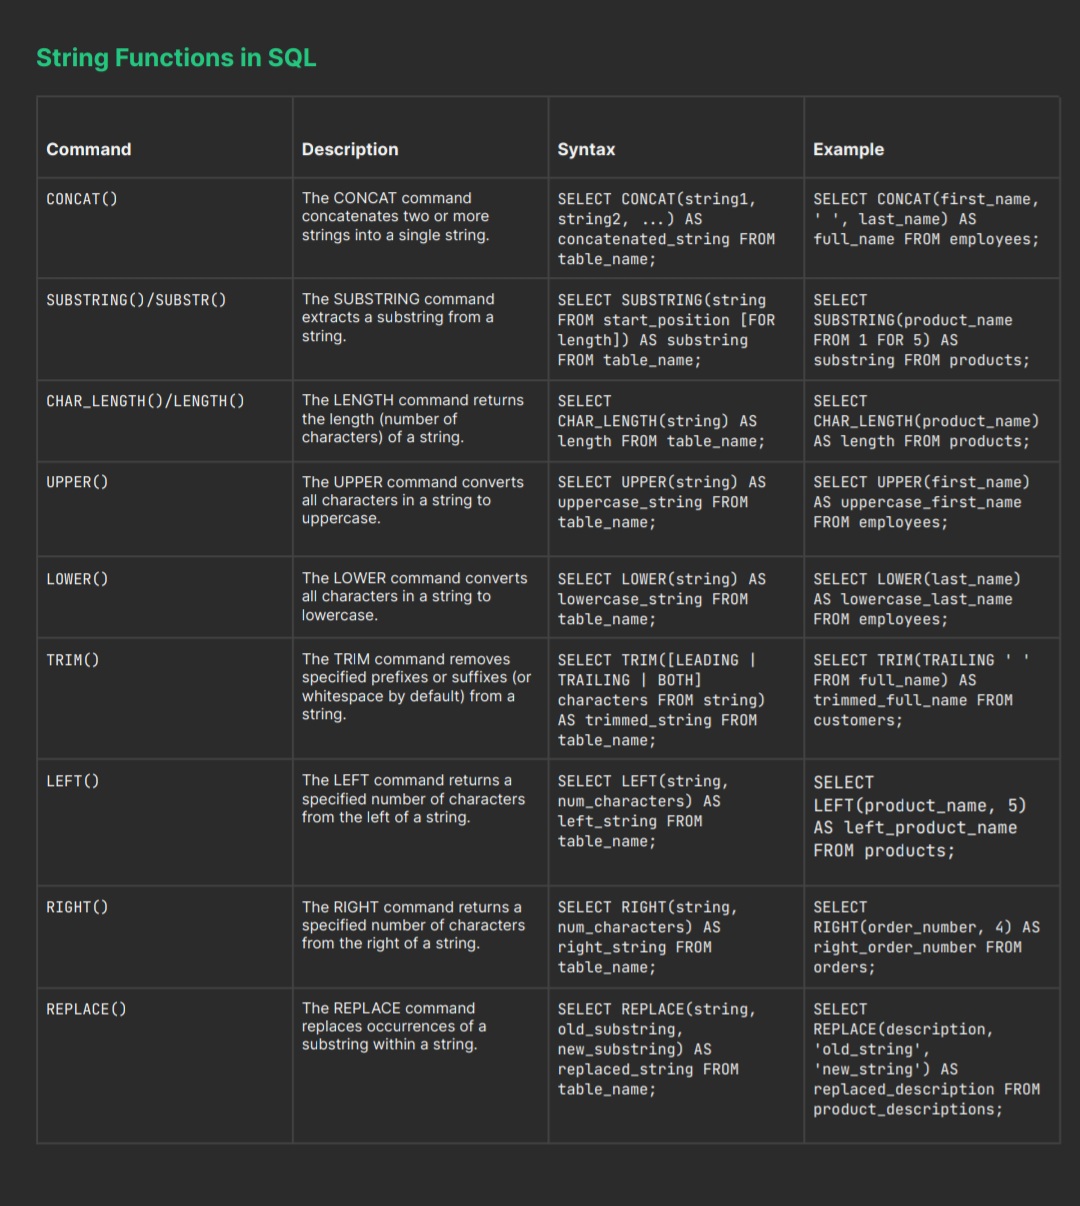 String Functions in SQL
Command
Description
Syntax
Example
CONCAT()
The CONCAT command
concatenates two or more
strings into a single string.
SELECT CONCAT(string1,
string2, ...) AS
concatenated_string FROM
table_name;
SELECT CONCAT(first_name,
' ', last_name) AS
full_name FROM employees;
SUBSTRING()/SUBSTR()
The SUBSTRING command
extracts a substring from a
string.
SELECT SUBSTRING(string
FROM start_position [FOR
length]) AS substring
FROM table_name;
SELECT
SUBSTRING(product_name
FROM 1 FOR 5) AS
substring FROM products;
CHAR_LENGTH()/LENGTH()
The LENGTH command returns
the length (number of
characters) of a string.
SELECT
CHAR_LENGTH(string) AS
length FROM table_name;
SELECT
CHAR_LENGTH(product_name)
AS length FROM products;
UPPER()
The UPPER command converts
all characters in a string to
uppercase.
SELECT UPPER(string) AS
uppercase_string FROM
table_name;
SELECT UPPER(first_name)
AS uppercase_first_name
FROM employees;
LOWER()
The LOWER command converts
all characters in a string to
lowercase.
SELECT LOWER(string) AS
lowercase_string FROM
table_name;
SELECT LOWER(last_name)
AS lowercase_last_name
FROM employees;
TRIM()
The TRIM command removes
specified prefixes or suffixes (or
whitespace by default) from a
string.
SELECT TRIM([LEADING |
TRAILING | BOTH]
characters FROM string)
AS trimmed_string FROM
table_name;
SELECT TRIM(TRAILING ' '
FROM full_name) AS
trimmed_full_name FROM
customers;
LEFT()
The LEFT command returns a
specified number of characters
from the left of a string.
SELECT LEFT(string,
num_characters) AS
left_string FROM
table_name;
SELECT
LEFT(product_name, 5)
AS left_product_name
FROM products;
RIGHT()
The RIGHT command returns a
specified number of characters
from the right of a string.
SELECT RIGHT(string,
num_characters) AS
right_string FROM
table_name;
SELECT
RIGHT(order_number, 4) AS
right_order_number FROM
orders;
REPLACE()
The REPLACE command
replaces occurrences of a
substring within a string.
SELECT REPLACE(string,
old_substring,
new_substring) AS
replaced_string FROM
table_name;
SELECT
REPLACE(description,
'old_string',
'new_string') AS
replaced_description FROM
product_descriptions;